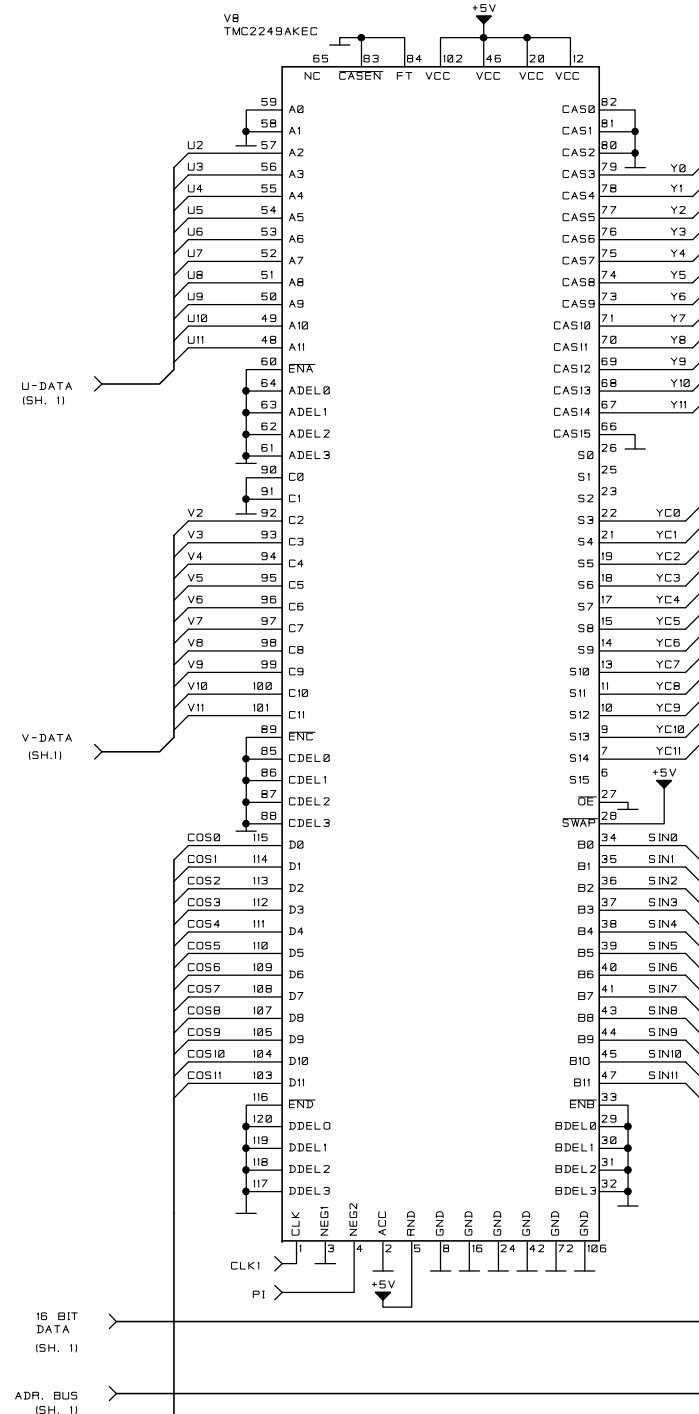 V8
TMC2249AKEC
+5V
65 83 84 102 46 20 12
NC CASEN FT VCC VCC VCC VCC
59 A0 CAS0 82
58 A1 CAS1 81
U2 57 A2 CAS2 80
U3 56 A3 CAS3 79 Y0
U4 55 A4 CAS4 78 Y1
U5 54 A5 CAS5 77 Y2
U6 53 A6 CAS6 76 Y3
U7 52 A7 CAS7 75 Y4
U8 51 A8 CAS8 74 Y5
U9 50 A9 CAS9 73 Y6
U10 49 A10 CAS10 71 Y7
U11 48 A11 CAS11 70 Y8
60 ENA CAS12 69 Y9
U-DATA
(SH. 1)
64 ADEL0 CAS13 68 Y10
63 ADEL1 CAS14 67 Y11
62 ADEL2 CAS15 66
61 ADEL3 S0 26
90 C0 S1 25
91 C1 S2 23
V2 92 C2 S3 22 YC0
V3 93 C3 S4 21 YC1
V4 94 C4 S5 19 YC2
V5 95 C5 S6 18 YC3
V6 96 C6 S7 17 YC4
V7 97 C7 S8 15 YC5
V8 98 C8 S9 14 YC6
V9 99 C9 S10 13 YC7
V10 100 C10 S11 11 YC8
V11 101 C11 S12 10 YC9
89 ENC S13 9 YC10
V-DATA
(SH.1)
85 CDEL0 S14 7 YC11
86 CDEL1 S15 6
+5V
87 CDEL2 OE 27
88 CDEL3 SWAP 28
COS0 115 D0 B0 34 SIN0
COS1 114 D1 B1 35 SIN1
COS2 113 D2 B2 36 SIN2
COS3 112 D3 B3 37 SIN3
COS4 111 D4 B4 38 SIN4
COS5 110 D5 B5 39 SIN5
COS6 109 D6 B6 40 SIN6
COS7 108 D7 B7 41 SIN7
COS8 107 D8 B8 43 SIN8
COS9 105 D9 B9 44 SIN9
COS10 104 D10 B10 45 SIN10
COS11 103 D11 B11 47 SIN11
116 END ENB 33
120 DDELO BDEL0 29
119 DDEL1 BDEL1 30
118 DDEL2 BDEL2 31
117 DDEL3 BDEL3 32
CLK NEG1 NEG2 ACC RND GND GND GND GND GND GND
1 3 4 2 5 8 16 24 42 72 106
CLK1
PI
+5V
16 BIT
DATA
(SH. 1)
ADR. BUS
(SH. 1)